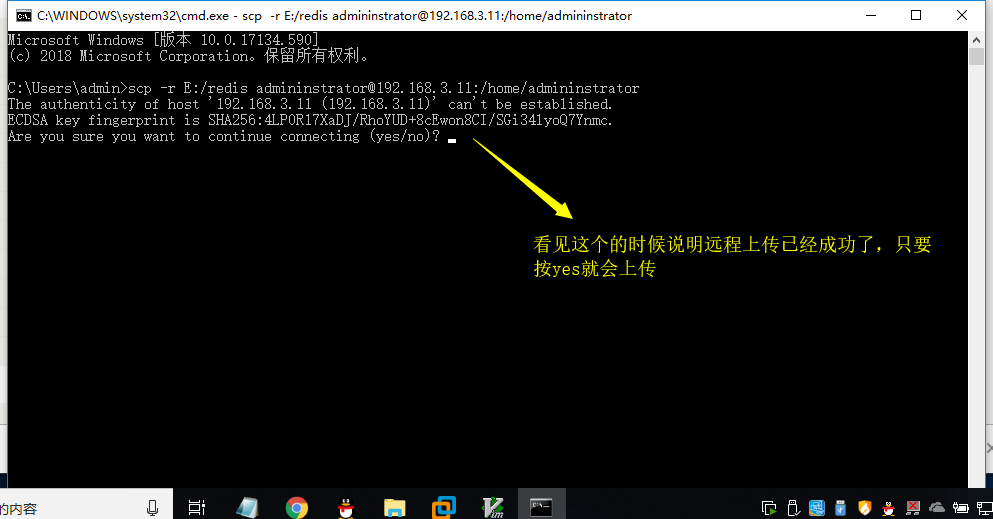 C:\WINDOWS\system32\cmd.exe - scp -r E:/redis admininstrator@192.168.3.11:/home/admininstrator
Microsoft Windows [版本 10.0.17134.590]
(c) 2018 Microsoft Corporation。保留所有权利。
C:\Users\admin>scp -r E:/redis admininstrator@192.168.3.11:/home/admininstrator
The authenticity of host '192.168.3.11 (192.168.3.11)' can't be established.
ECDSA key fingerprint is SHA256:4LP0R17XaDJ/RhoYUD+8cEwon8CI/SGi34lyoQ7Ynmc.
Are you sure you want to continue connecting (yes/no)?
看见这个的时候说明远程上传已经成功了，只要
按yes就会上传
的内容